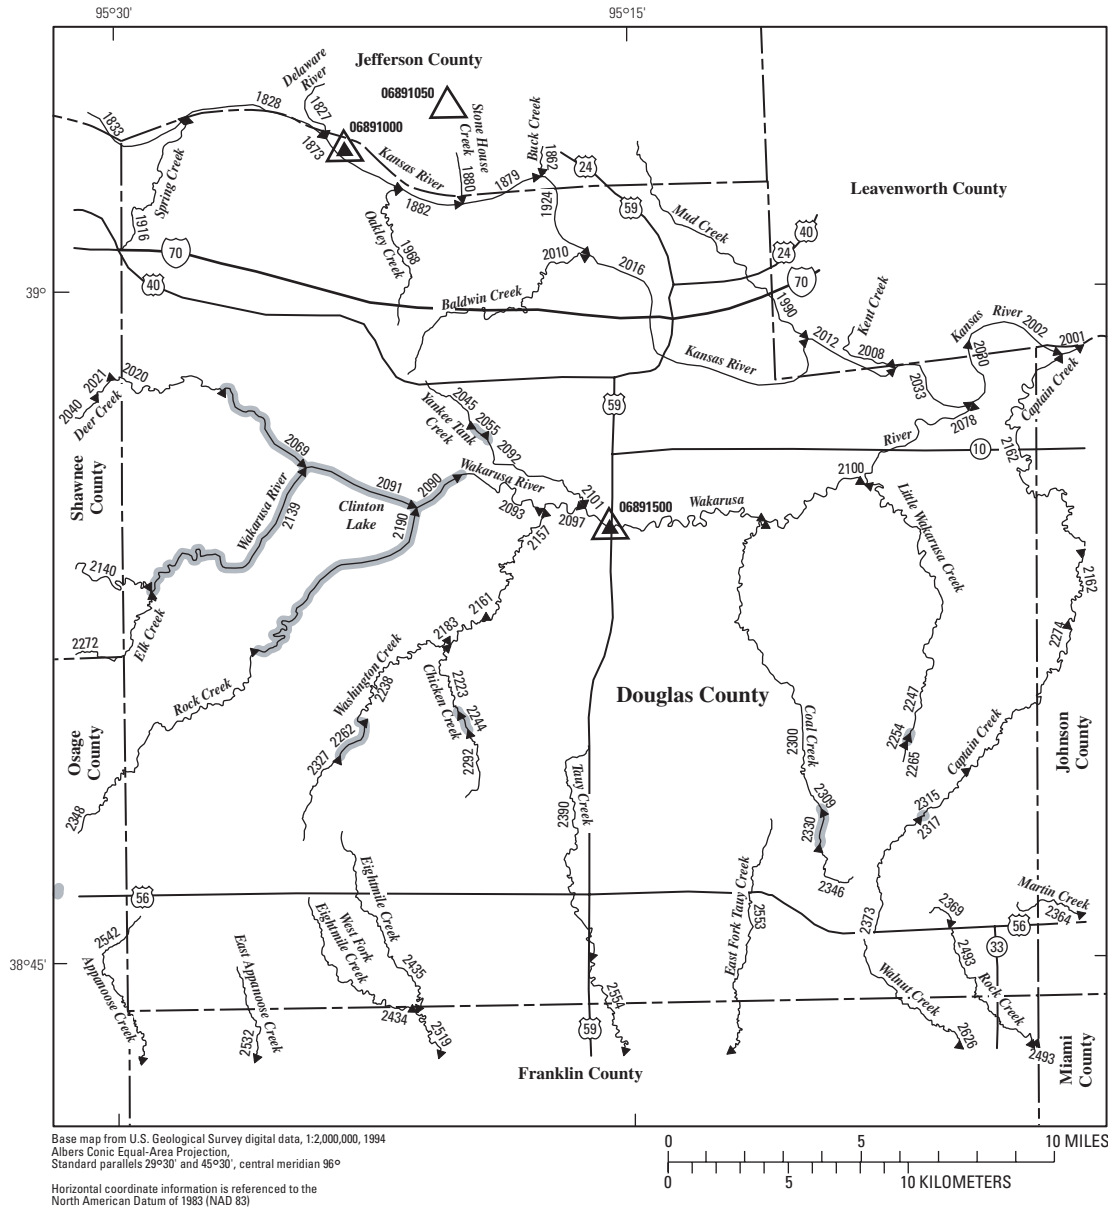 95°30'
95°15'
Jefferson County
Delaware
River
06891050
1828
1827
1833
06891000
1873
Kansas River
Stone House
Creek
1880
Buck Creek
1862
24
1879
1882
1924
59
Leavenworth County
Spring Creek
1916
Oakley Creek
1968
Mud Creek
40
24
70
70
2010
2016
40
39°
Baldwin Creek
1990
Kent Creek
Kansas River
2002
2001
2012
2008
2030
Kansas River
2033
Captain Creek
2021
2020
2040
Deer Creek
2045
2055
Yankee Tank
Creek
2092
59
2078
River
10
2162
2069
Wakarusa River
2100
Shawnee
County
2091
2090
2101
06891500
Wakarusa
Clinton
Lake
2093
2097
2139
Wakarusa River
2190
2157
Little Wakarusa Creek
2140
2162
2161
Elk Creek
2183
2274
2272
Washington Creek
2238
Chicken Creek
2223
Rock Creek
Douglas County
2247
2244
2262
2254
2300
Coal Creek
Captain Creek
Osage
County
2327
2292
2265
Johnson
County
Tauy Creek
2390
2309
2315
2317
2348
2330
Eightmile Creek
East Fork Tauy Creek
2346
Martin Creek
56
2369
2364
56
2373
2553
33
2542
West Fork
Eightmile Creek
East Appanoose Creek
2493
38°45'
Appanoose Creek
2435
Walnut Creek
Rock Creek
2554
2434
2519
59
2532
2626
2493
Miami
County
Franklin County
Base map from U.S. Geological Survey digital data, 1:2,000,000, 1994
Albers Conic Equal-Area Projection,
Standard parallels 29°30' and 45°30', central meridian 96°
Horizontal coordinate information is referenced to the
North American Datum of 1983 (NAD 83)
0 5 10 MILES
0 5 10 KILOMETERS